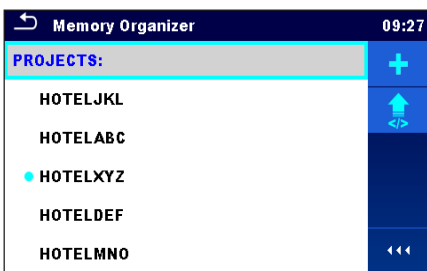 Memory Organizer 09:27
PROJECTS:
HOTELJKL
HOTELABC
</>
HOTELXYZ
HOTELDEF
HOTELMNO